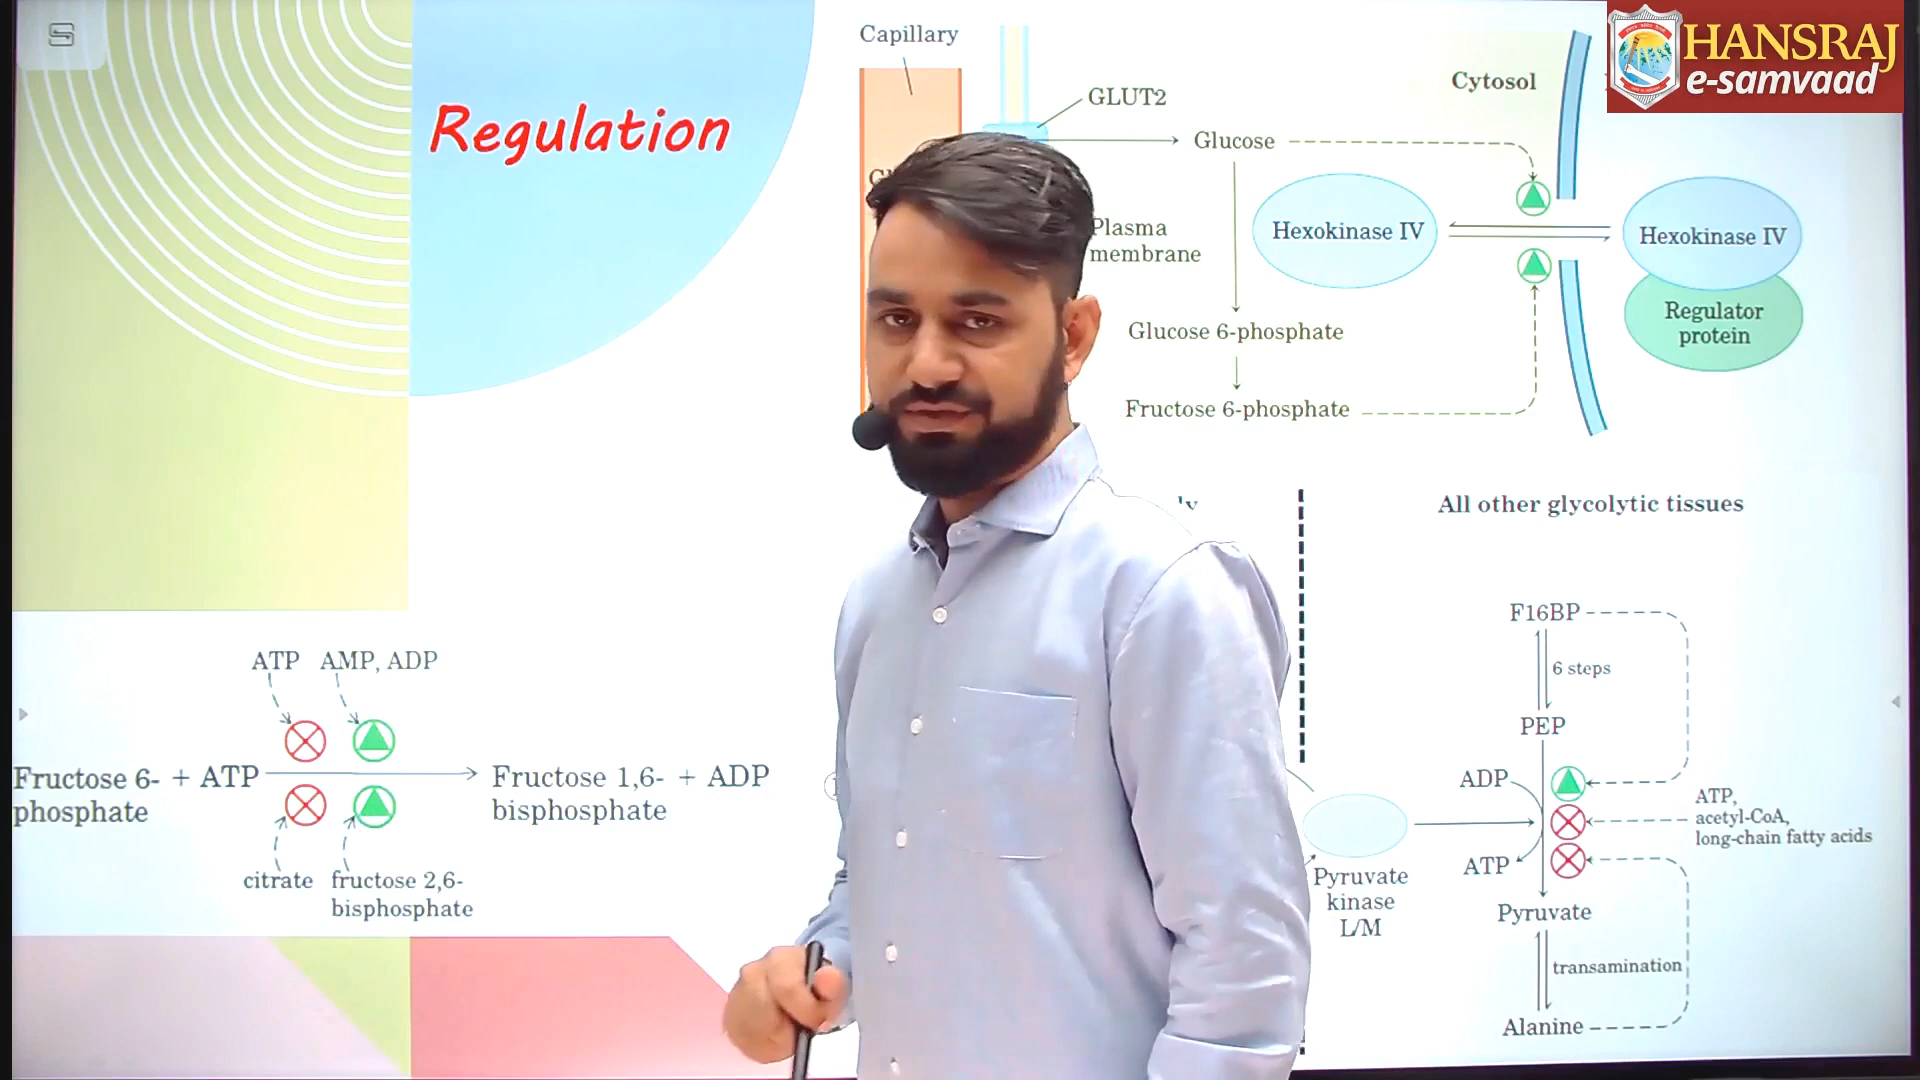 HANSRAJ
e-samvaad
Regulation
Capillary
GLUT2
Cytosol
Glucose
Plasma
membrane
Hexokinase IV
Hexokinase IV
Regulator
protein
Glucose 6-phosphate
Fructose 6-phosphate
All other glycolytic tissues
F16BP
6 steps
PEP
ADP
ATP,
acetyl-CoA,
long-chain fatty acids
ATP
Pyruvate
kinase
L/M
Pyruvate
transamination
Alanine
ATP AMP, ADP
Fructose 6- + ATP
phosphate
Fructose 1,6- + ADP
bisphosphate
citrate
fructose 2,6-
bisphosphate